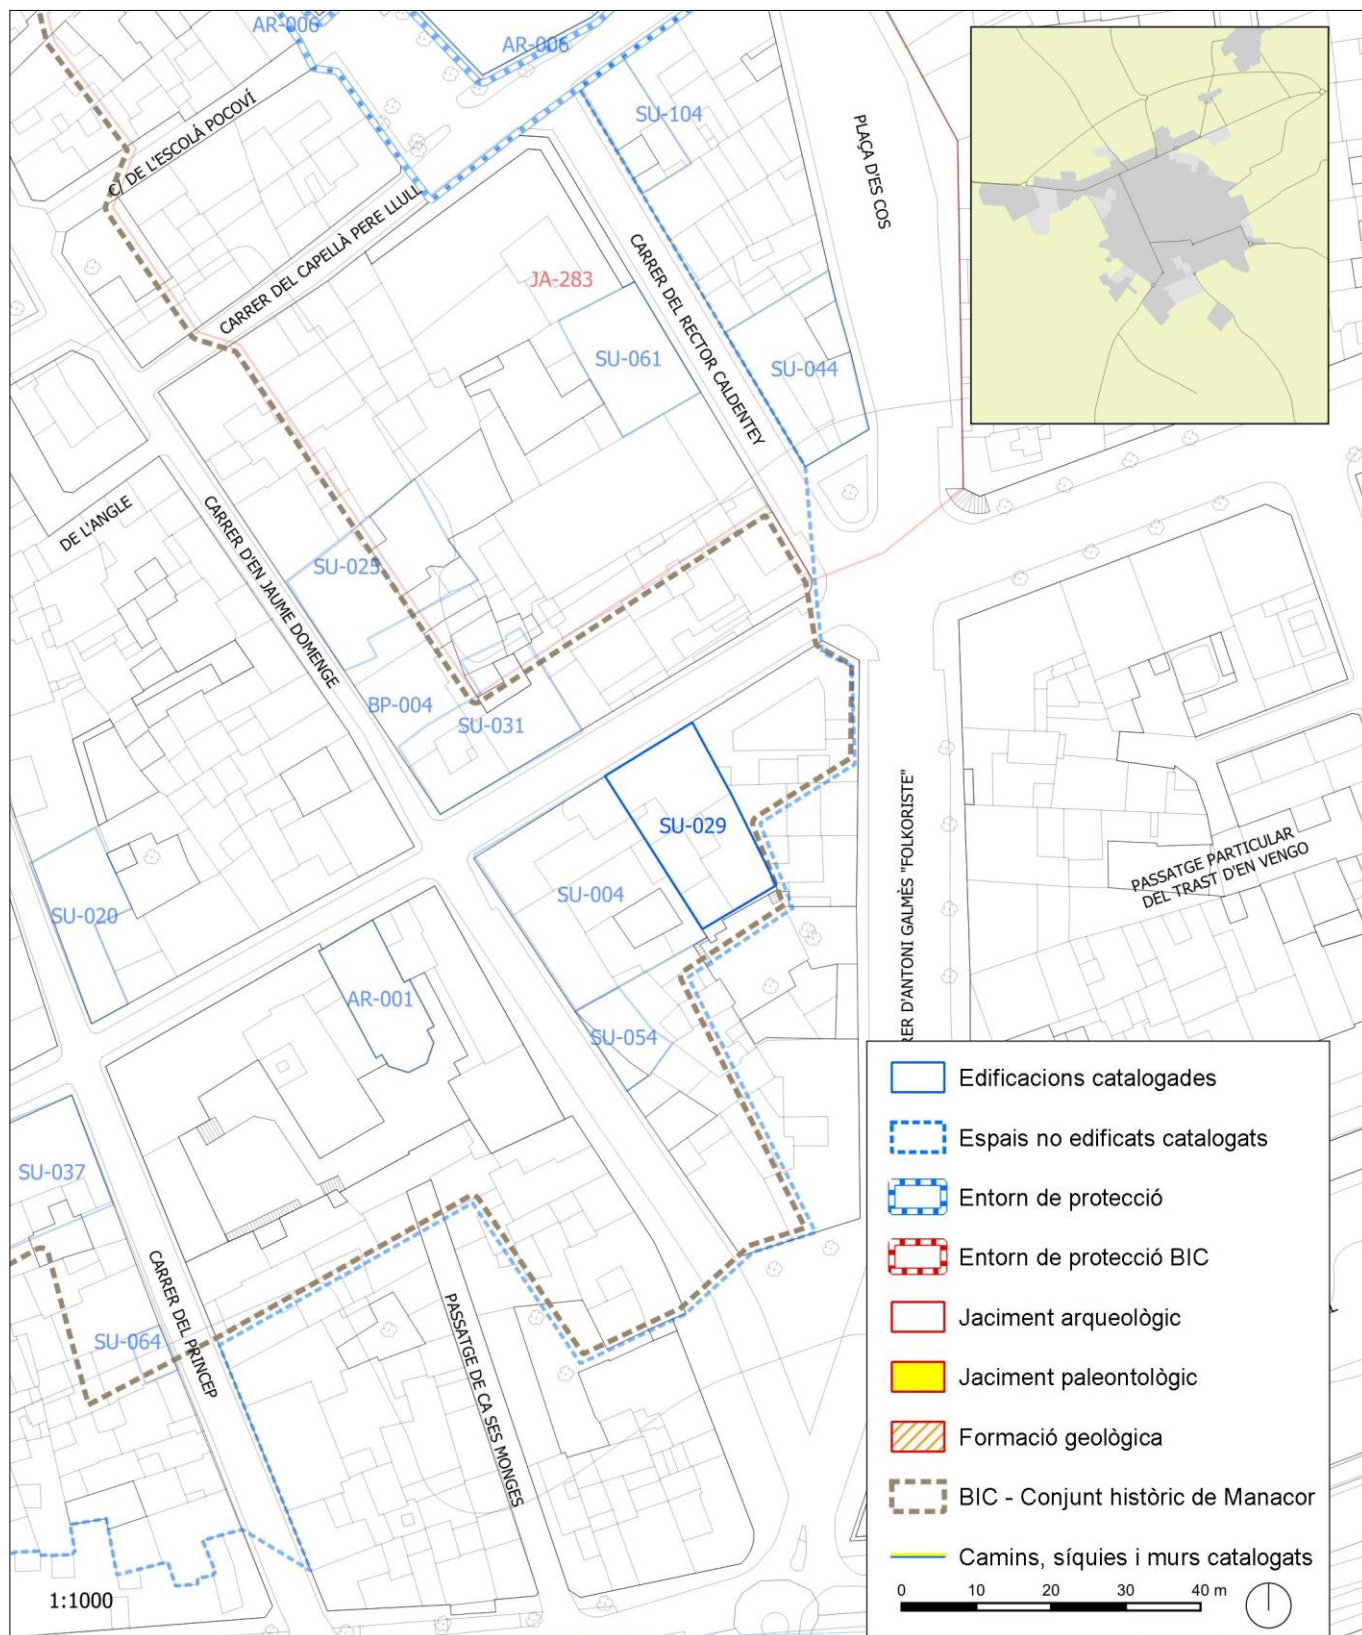 AR-006
AR-006
C/ DE L'ESCOLÁ POCOVÍ
SU-104
PLAÇA D'ES COS
CARRER DEL CAPELLÀ PERE LLULL
JA-283
CARRER DEL RECTOR CALDENTEY
SU-061
SU-044
DE L'ANGLE
CARRER D'EN JAUME DOMENGE
SU-025
BP-004
SU-031
SU-029
SU-004
SU-020
AR-001
SU-054
RER D'ANTONI GALMÈS "FOLKORISTE"
PASSATGE PARTICULAR
DEL TRAST D'EN VENGO
SU-037
SU-064
CARRER DEL PRINCEP
PASSATGE DE CA SES MONGES
1:1000
Edificacions catalogades
Espais no edificats catalogats
Entorn de protecció
Entorn de protecció BIC
Jaciment arqueològic
Jaciment paleontològic
Formació geològica
BIC - Conjunt històric de Manacor
Camins, síquies i murs catalogats
0 10 20 30 40 m